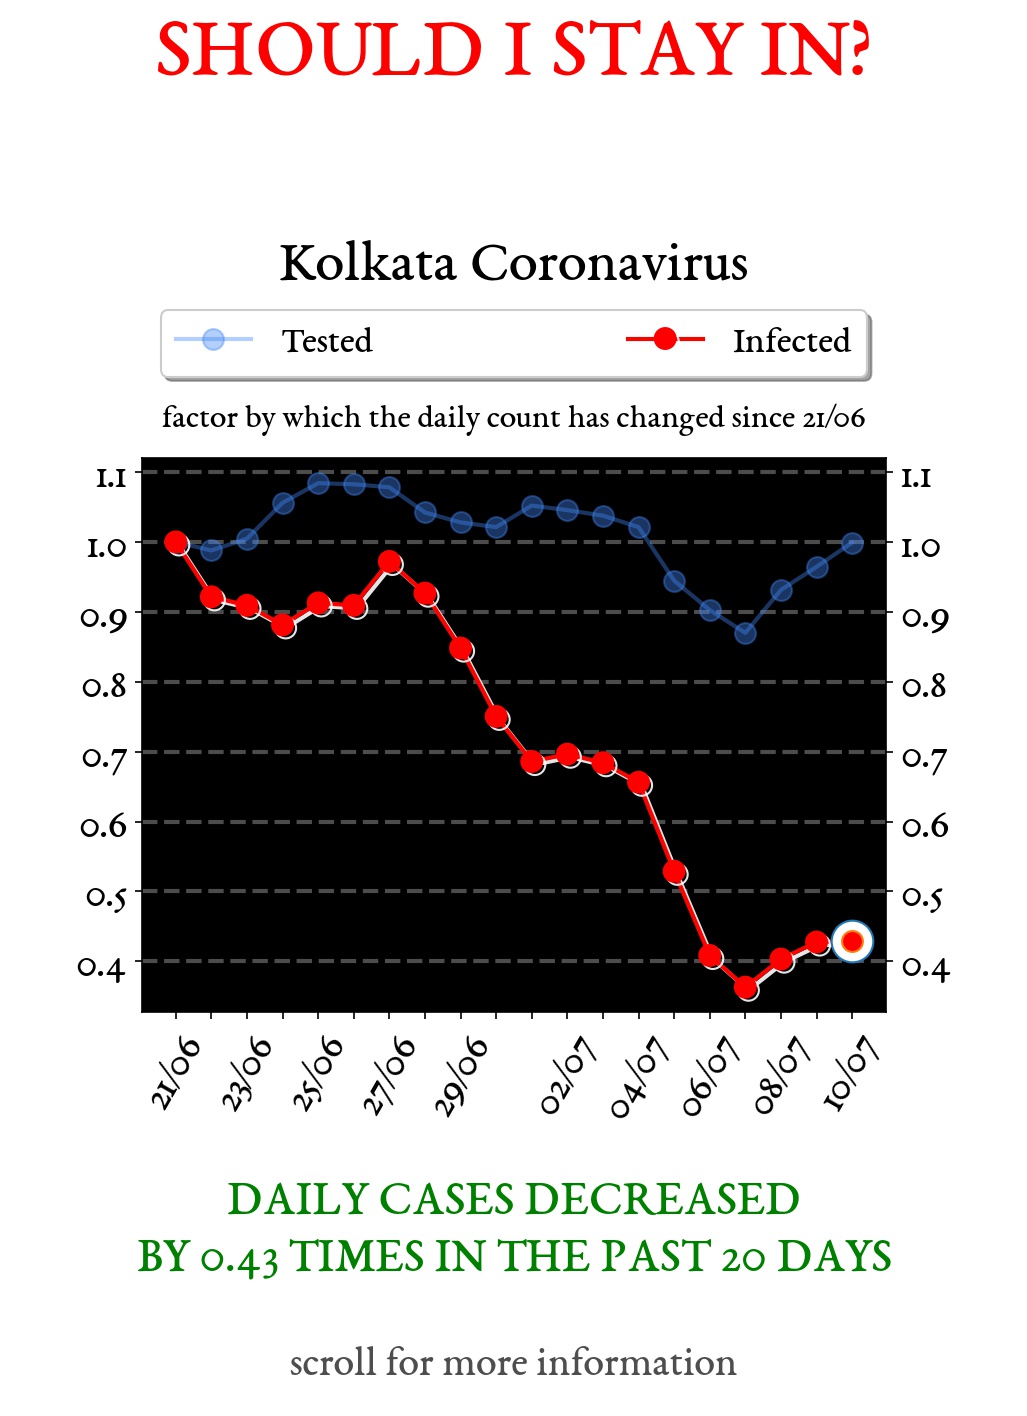 SHOULD I STAY IN?
Kolkata Coronavirus
Tested Infected
factor by which the daily count has changed since 21/06
1.1 1.1
1.0 1.0
0.9 0.9
0.8 0.8
0.7 0.7
0.6 0.6
0.5 0.5
0.4 0.4
21/06 23/06 25/06 27/06 29/06 02/07 04/07 06/07 08/07 10/07
DAILY CASES DECREASED
BY 0.43 TIMES IN THE PAST 20 DAYS
scroll for more information